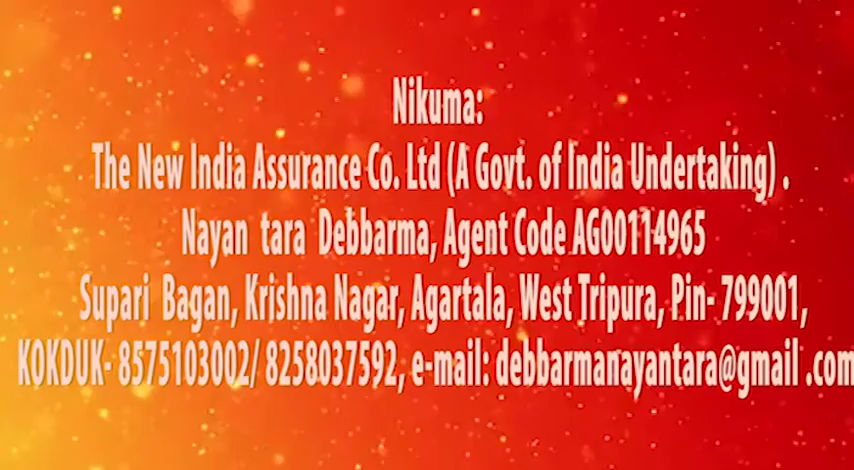 Nikuma:
The New India Assurance Co. Ltd (A Govt. of India Undertaking) .
Nayan tara Debbarma, Agent Code AG00114965
Supari Bagan, Krishna Nagar, Agartala, West Tripura, Pin- 799001,
KOKDUK- 8575103002/ 8258037592, e-mail: debbarmanayantara@gmail .com